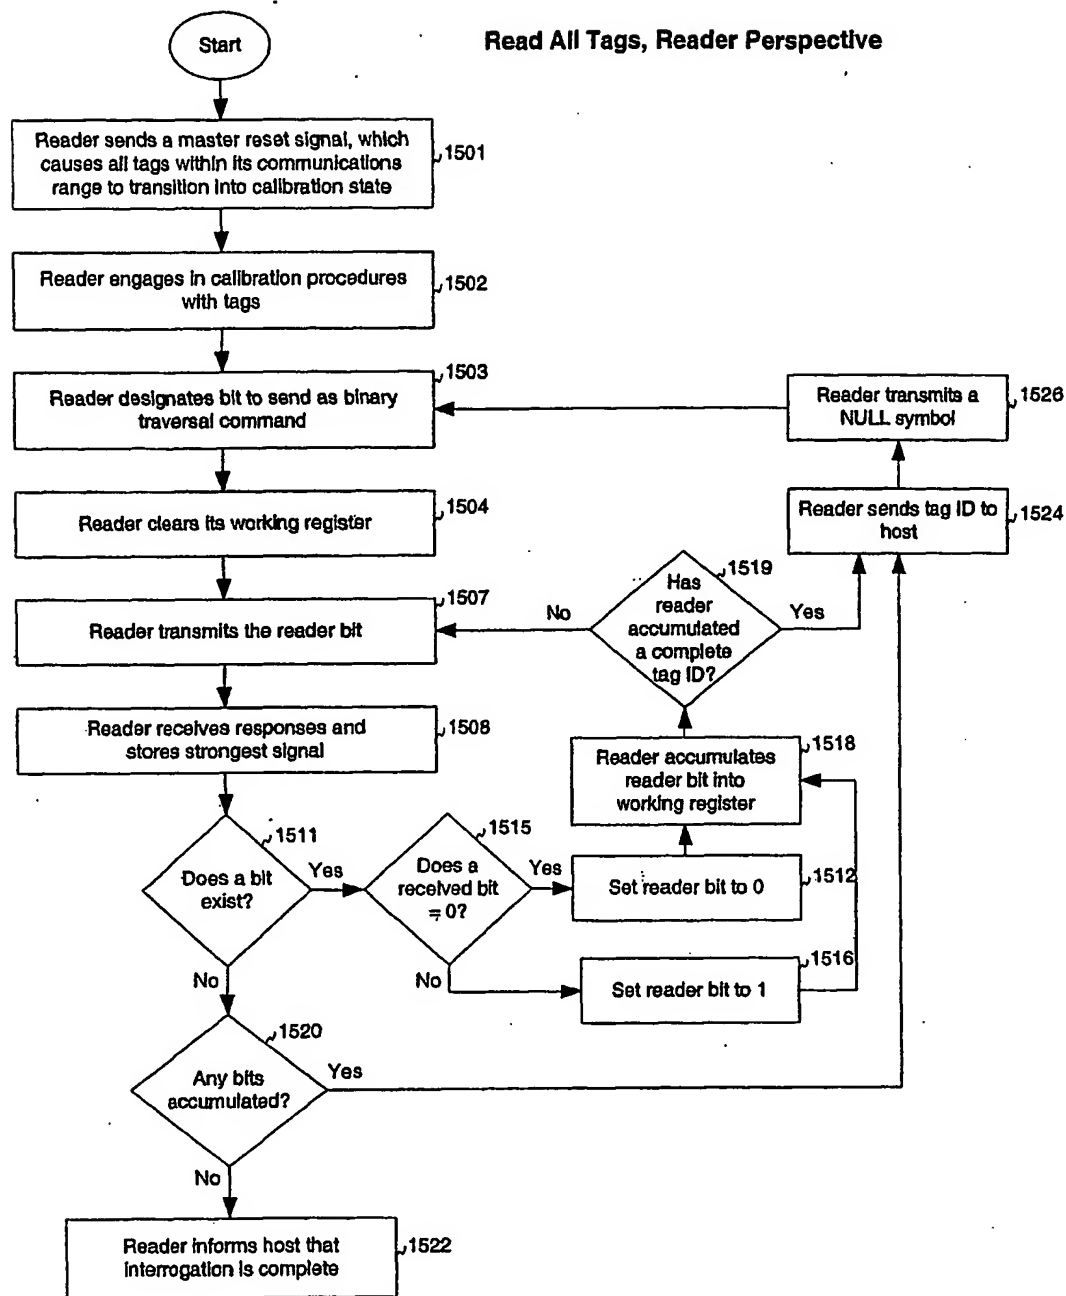 Start
Read All Tags, Reader Perspective
Reader sends a master reset signal, which
causes all tags within its communications
range to transition into calibration state
1501
Reader engages in calibration procedures
with tags
1502
Reader designates bit to send as binary
traversal command
1503
Reader transmits a
NULL symbol
1526
Reader clears its working register
1504
Reader sends tag ID to
host
1524
Reader transmits the reader bit
1507
No
Has
reader
accumulated
a complete
tag ID?
1519
Yes
Reader receives responses and
stores strongest signal
1508
Reader accumulates
reader bit into
working register
1518
Does a bit
exist?
1511
Yes
Does a
received bit
= 0?
1515
Yes
Set reader bit to 0
1512
No
No
Set reader bit to 1
1516
Any bits
accumulated?
1520
Yes
No
Reader informs host that
interrogation is complete
1522